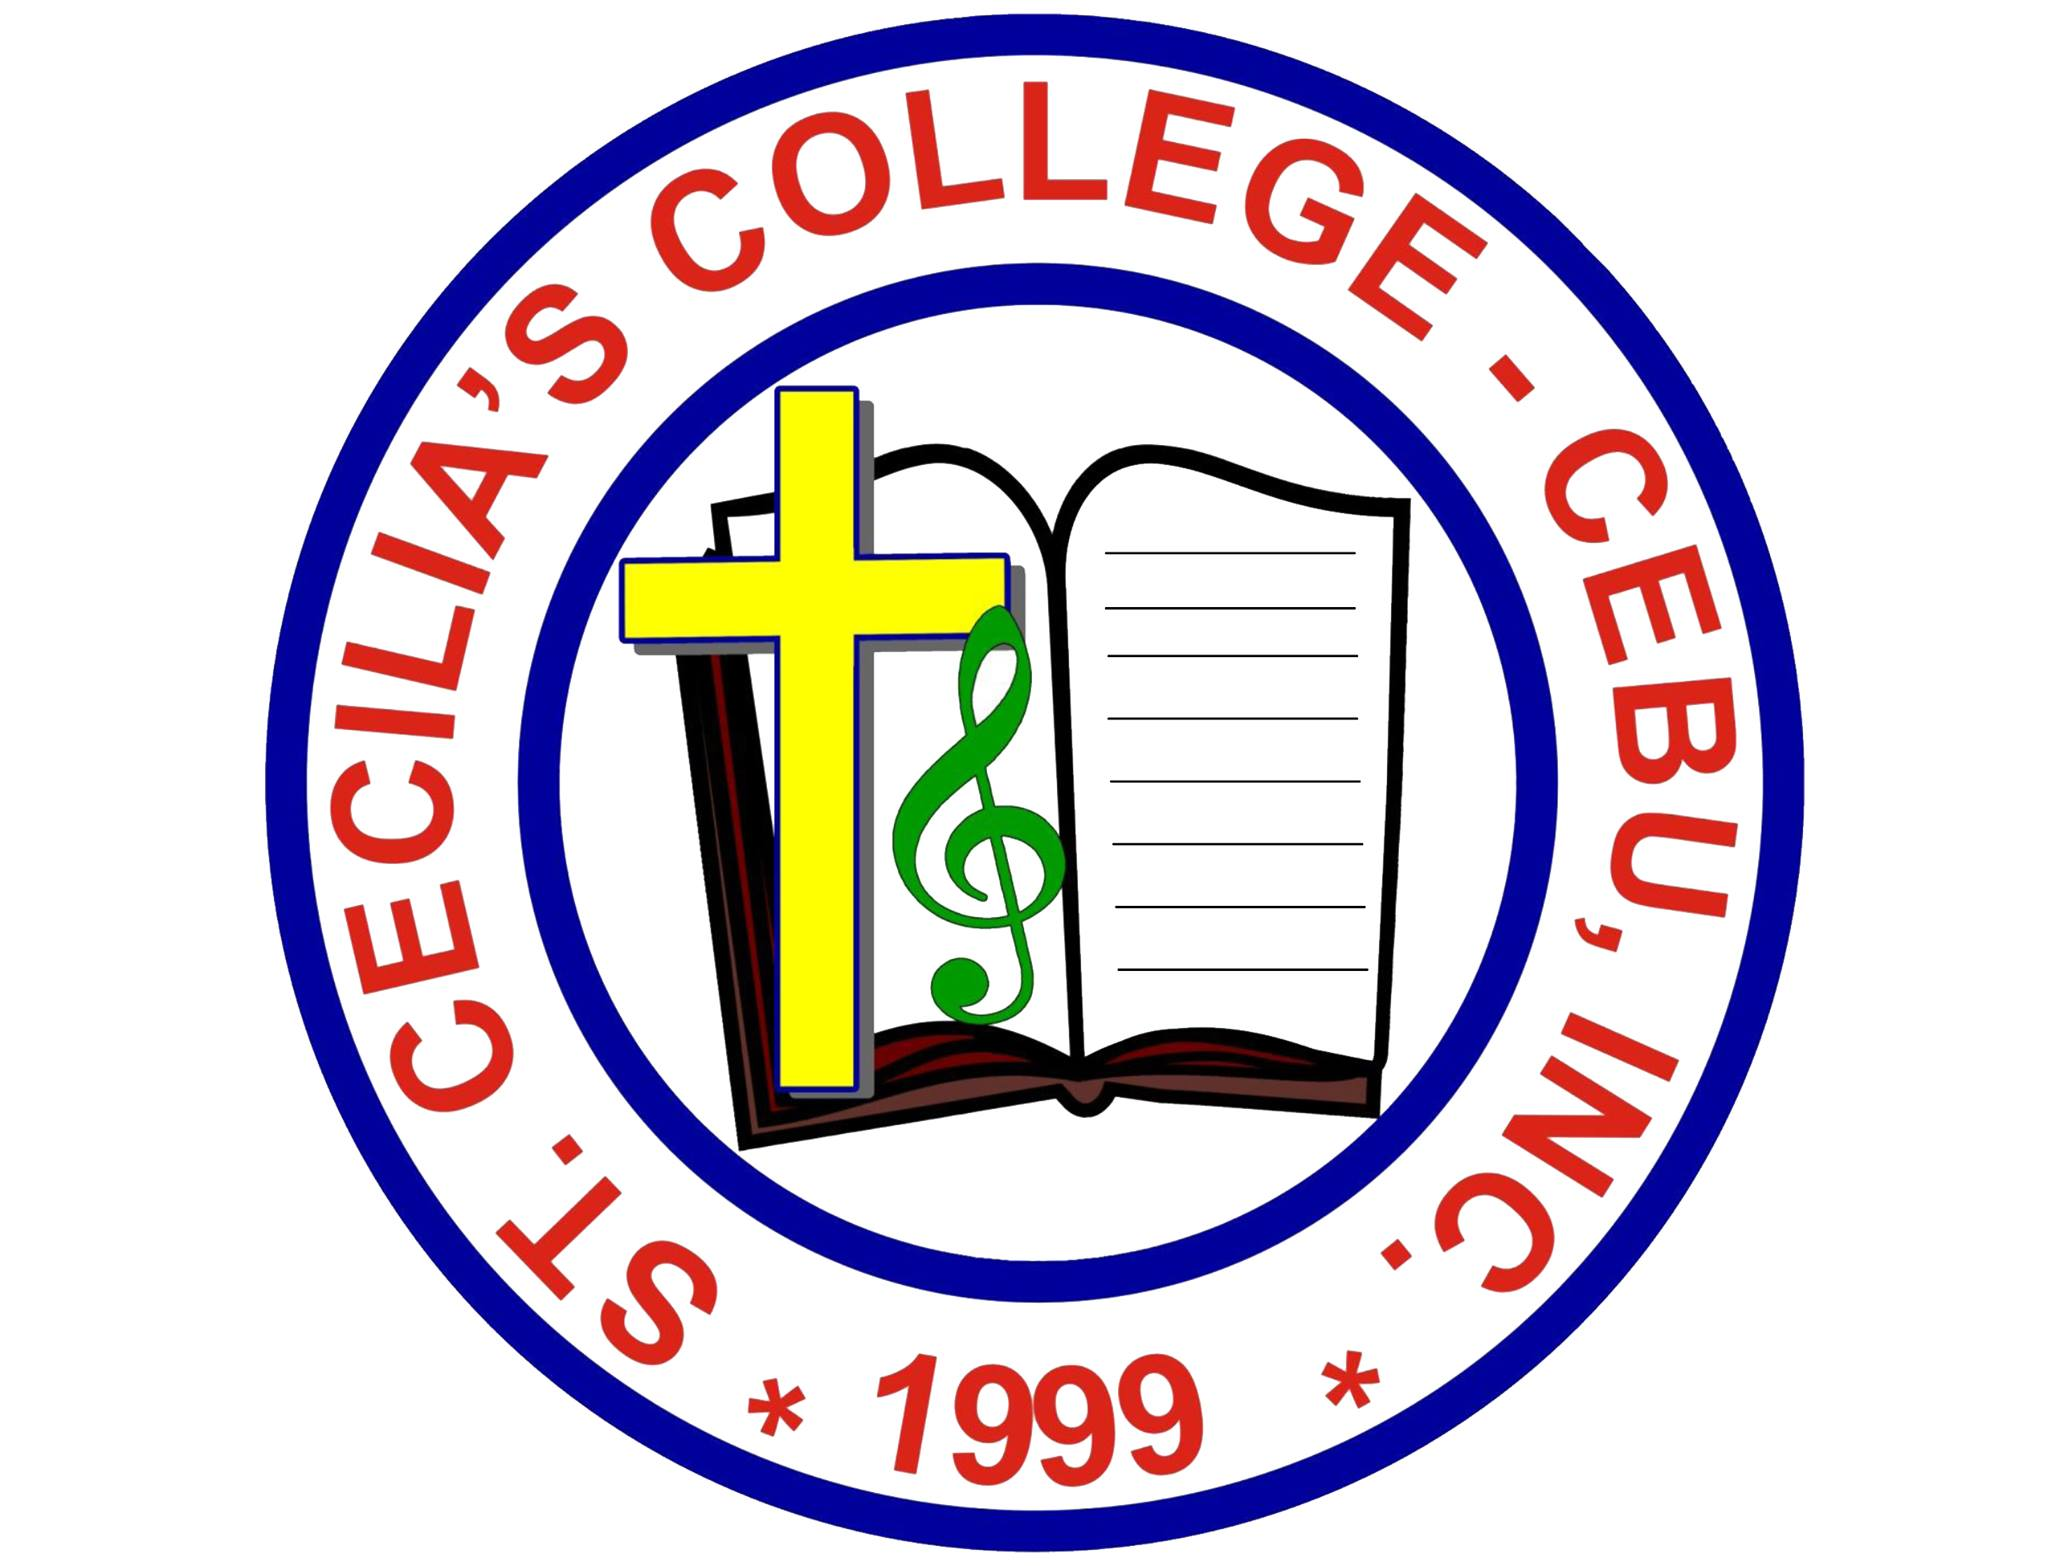 ST. CECILIA'S COLLEGE - CEBU, INC.
* 1999 *